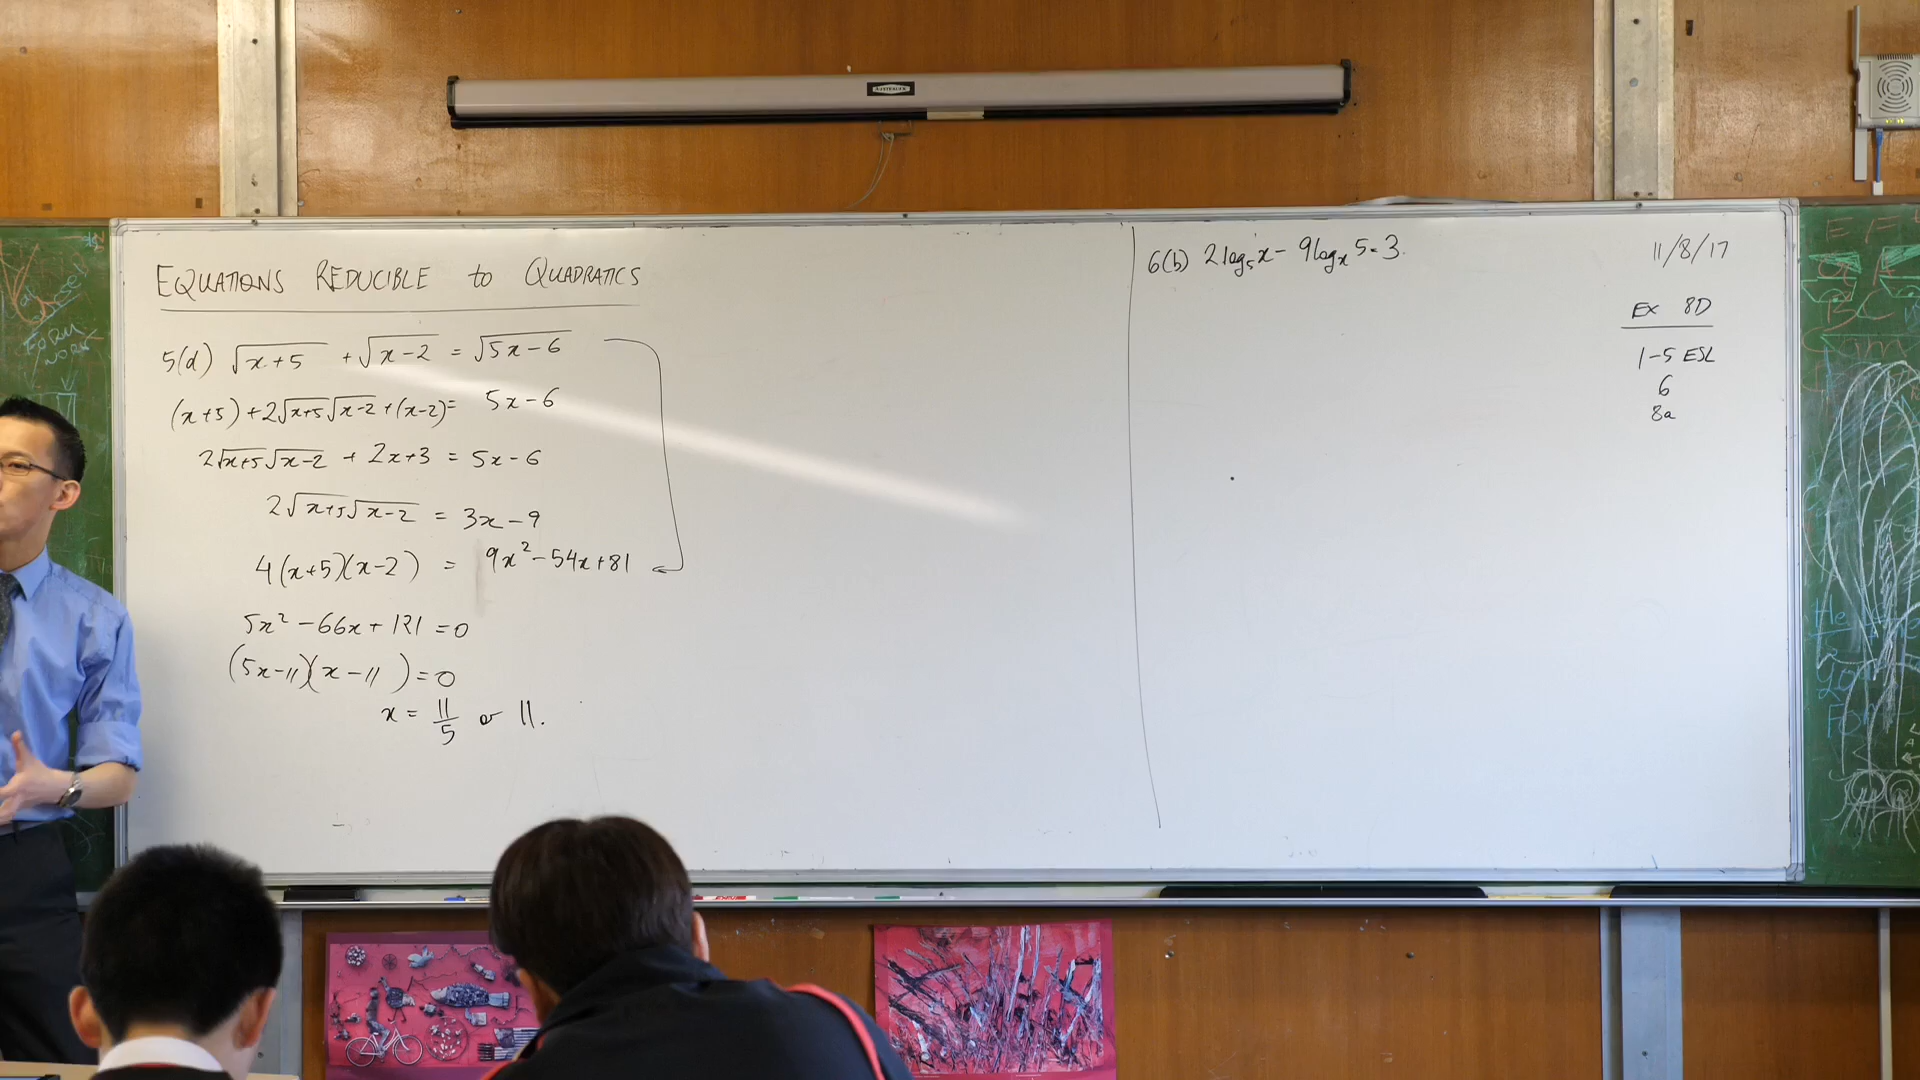 EQUATIONS REDUCIBLE to QUADRATICS
5(d) √(x+5) + √(x-2) = √(5x-6)
(x+5) + 2√(x+5)√(x-2) + (x-2) = 5x-6
2√(x+5)√(x-2) + 2x+3 = 5x-6
2√(x+5)√(x-2) = 3x-9
4(x+5)(x-2) = 9x²-54x+81
5x²-66x+121=0
(5x-11)(x-11)=0
x = 11/5 or 11.
6(b) 2log₅x - 9logₓ5=3.
11/8/17
Ex 8D
1-5 ESL
6
8a
FORM
WORK